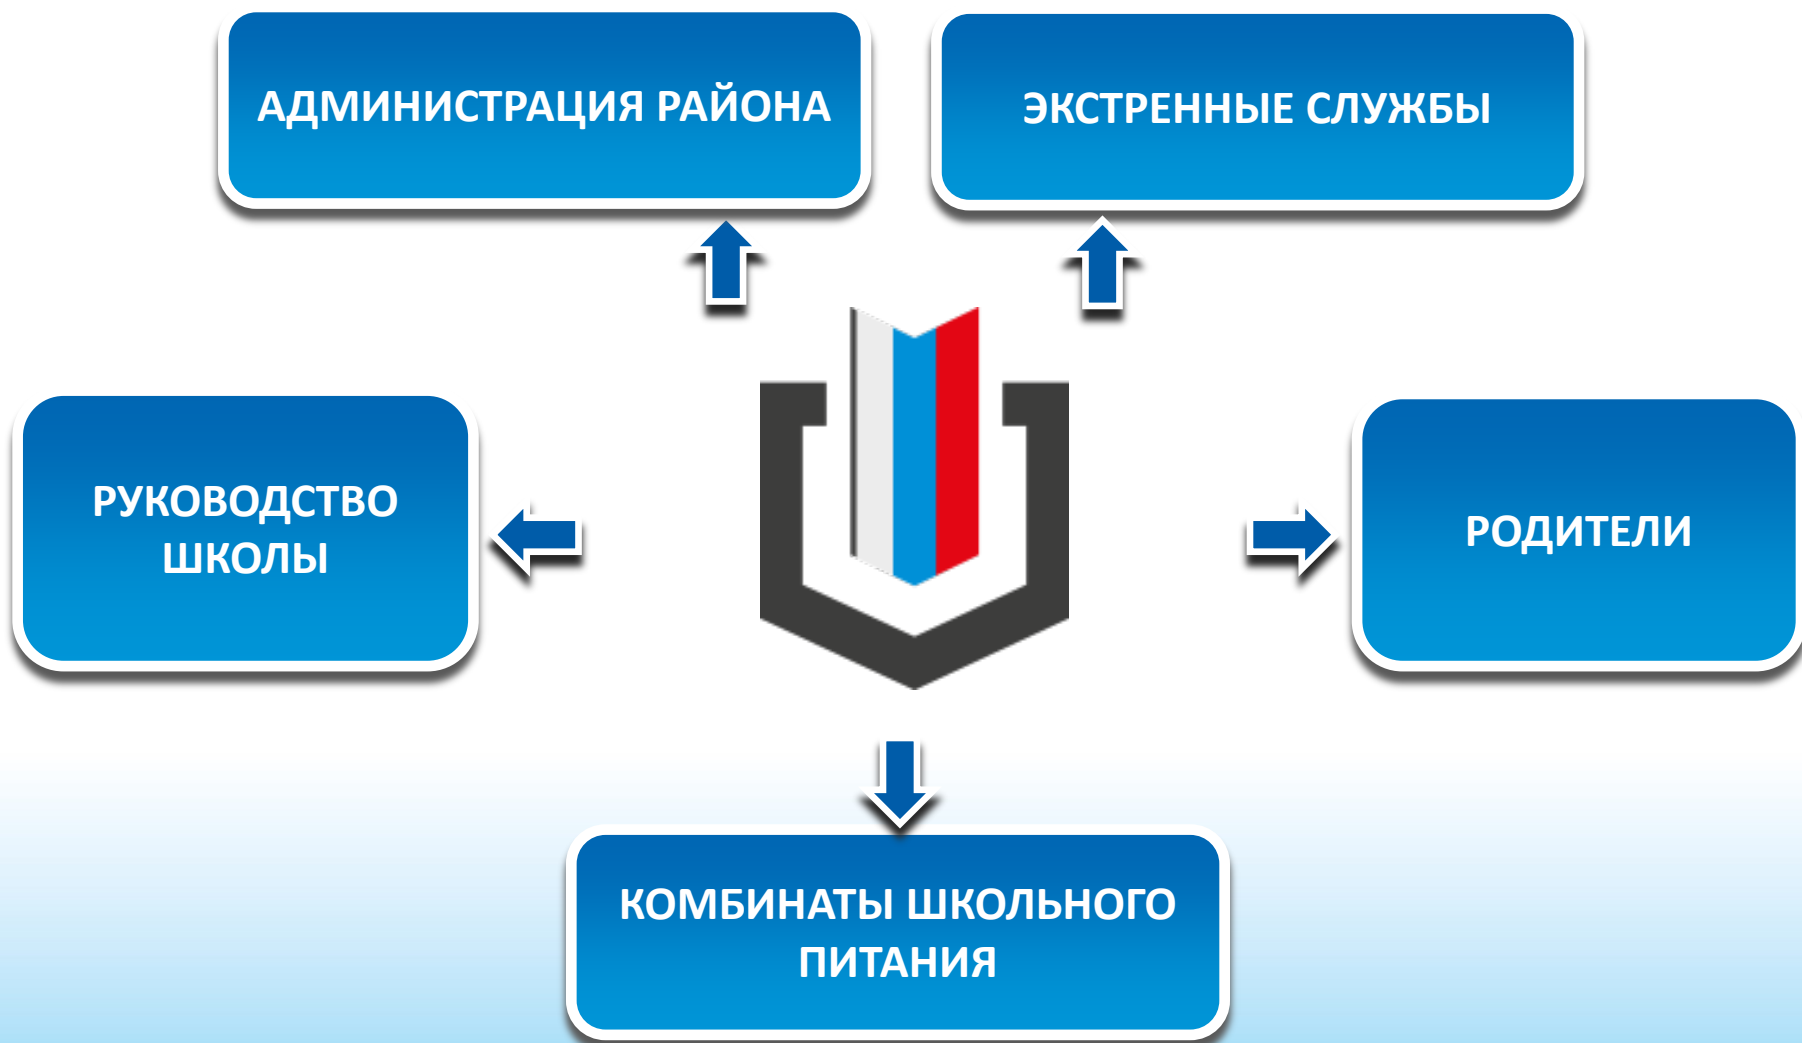 АДМИНИСТРАЦИЯ РАЙОНА
ЭКСТРЕННЫЕ СЛУЖБЫ
РУКОВОДСТВО
ШКОЛЫ
РОДИТЕЛИ
КОМБИНАТЫ ШКОЛЬНОГО
ПИТАНИЯ